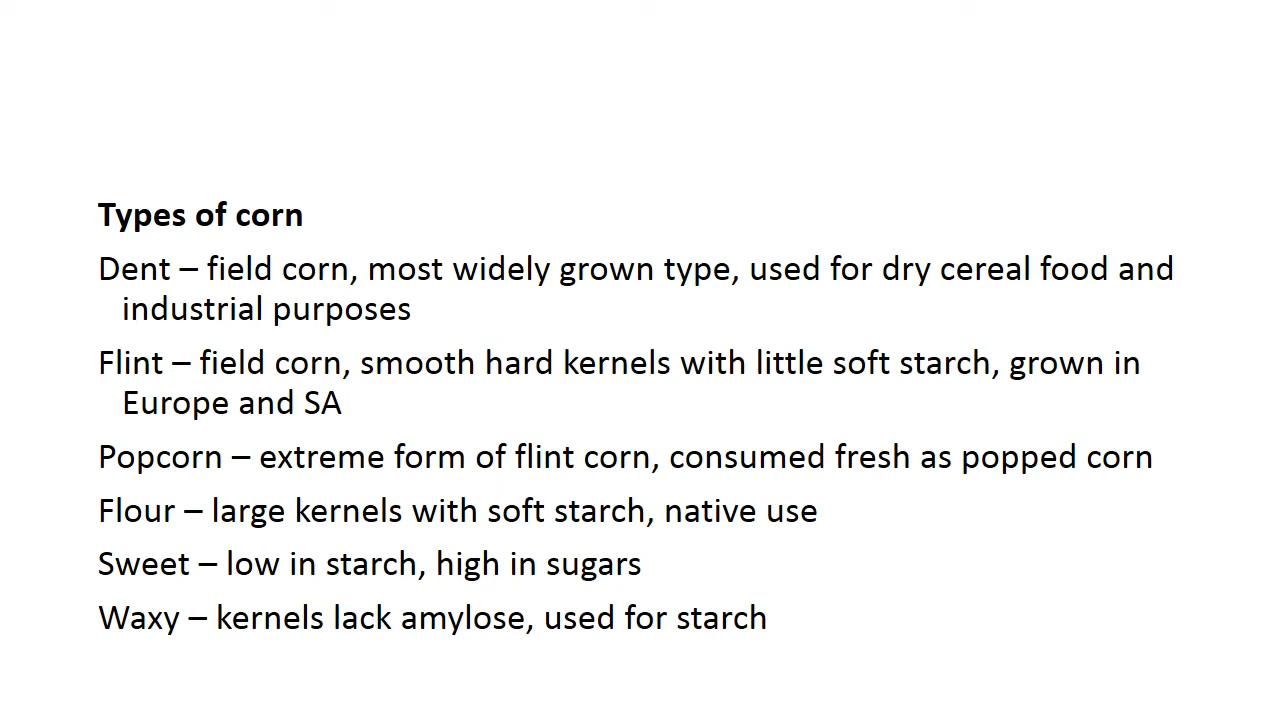 Types of corn
Dent – field corn, most widely grown type, used for dry cereal food and
industrial purposes
Flint – field corn, smooth hard kernels with little soft starch, grown in
Europe and SA
Popcorn – extreme form of flint corn, consumed fresh as popped corn
Flour – large kernels with soft starch, native use
Sweet – low in starch, high in sugars
Waxy – kernels lack amylose, used for starch